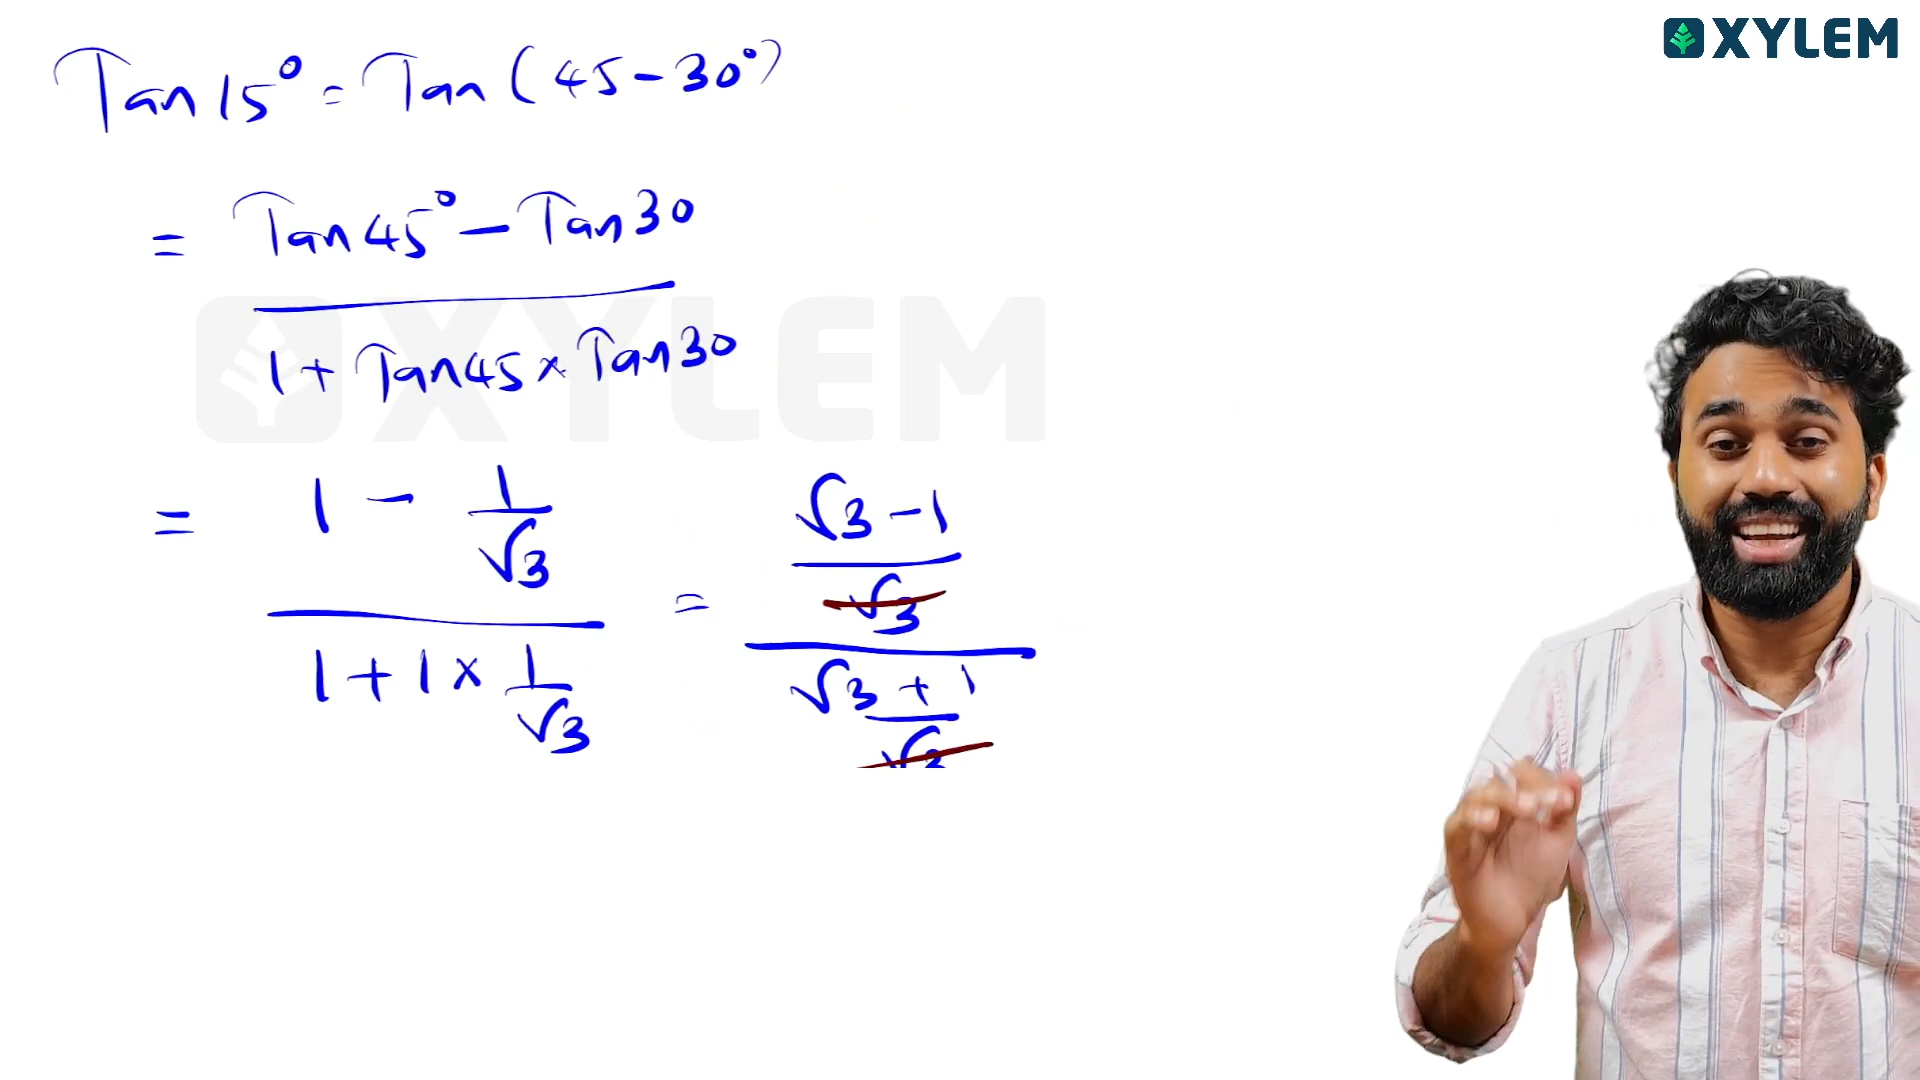 XYLEM
Tan 15° = Tan (45 - 30°)
= Tan 45° - Tan 30
1 + Tan 45 × Tan 30
XYLEM
= 1 - 1/√3
1 + 1 × 1/√3
= √3 - 1
√3
√3 + 1
√3